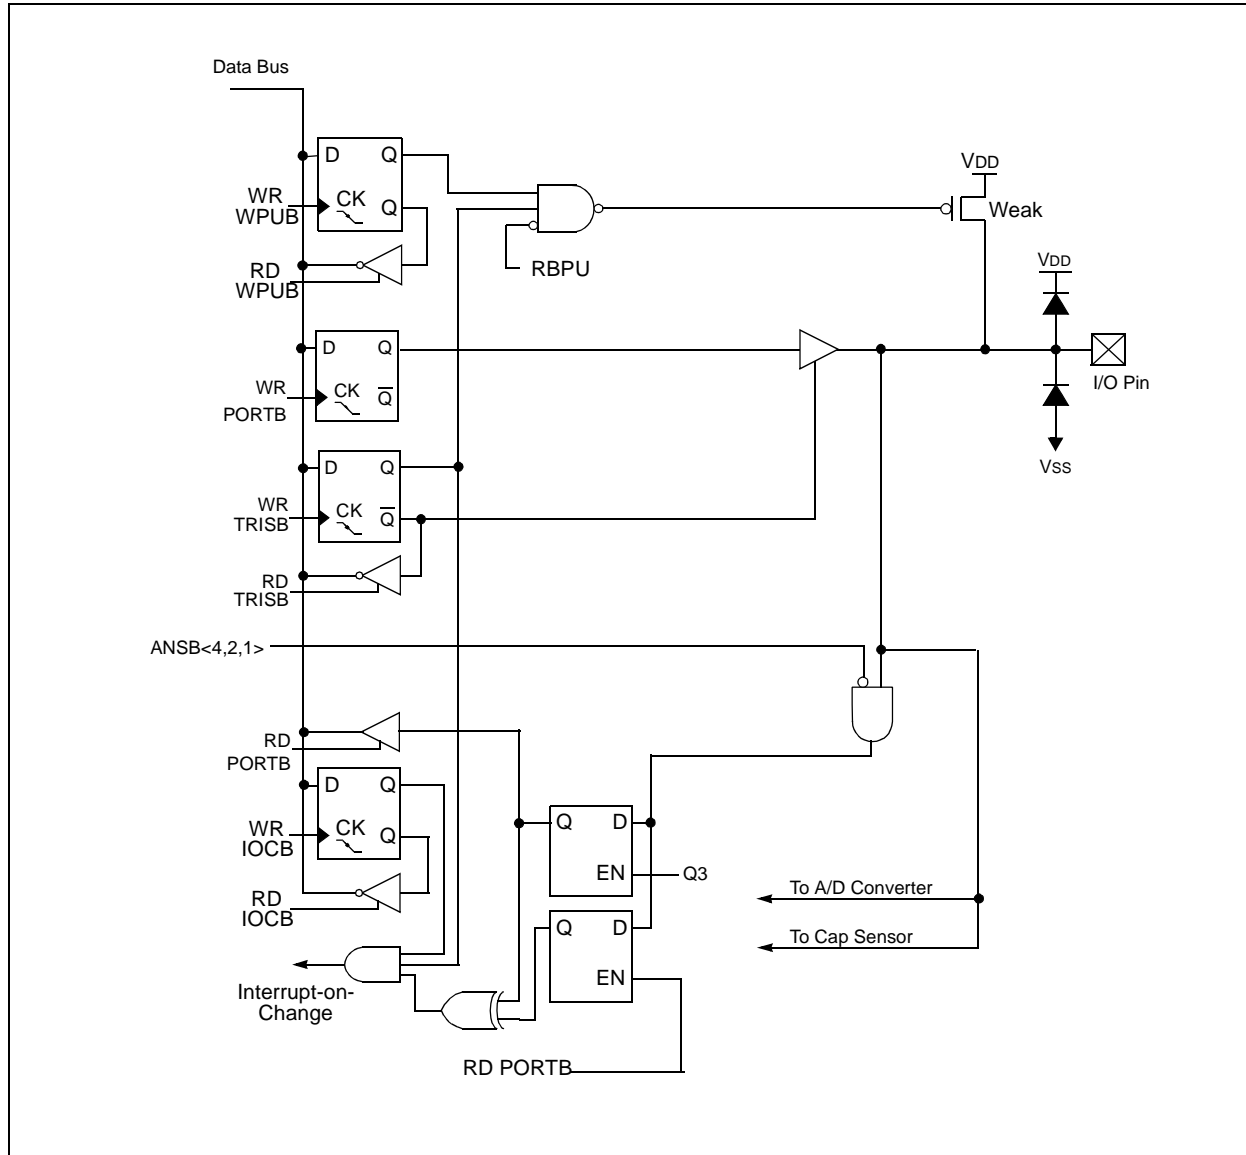 Data Bus
D Q
WR
WPUB
CK
Q
RD
WPUB
RBPU
VDD
Weak
VDD
D Q
WR
PORTB
CK
Q
I/O Pin
VSS
D Q
WR
TRISB
CK
Q
RD
TRISB
ANSB<4,2,1>
RD
PORTB
D Q
WR
IOCB
CK
Q
RD
IOCB
Q D
EN
Q3
Q D
EN
To A/D Converter
To Cap Sensor
Interrupt-on-
Change
RD PORTB